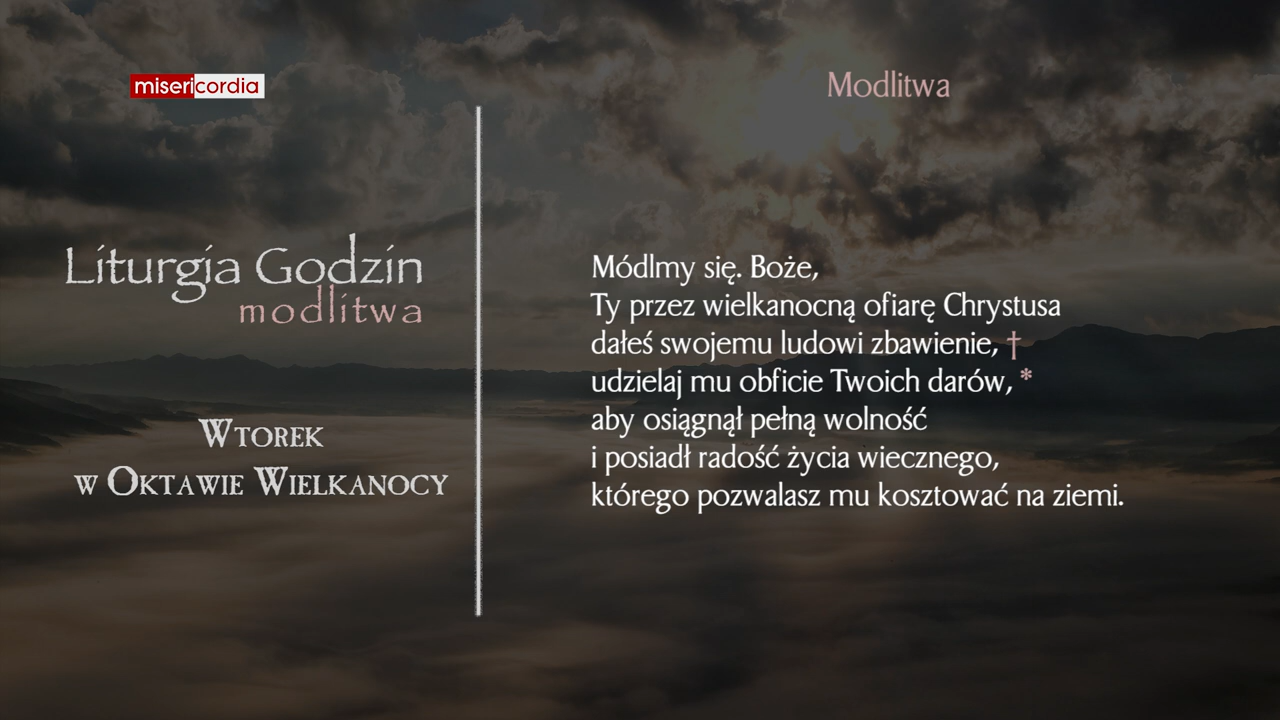 misericordia
Liturgia Godzin
modlitwa
Wtorek
w Oktawie Wielkanocy
Modlitwa
Módlmy się. Boże,
Ty przez wielkanocną ofiarę Chrystusa
dałeś swojemu ludowi zbawienie, †
udzielaj mu obficie Twoich darów, *
aby osiągnął pełną wolność
i posiadł radość życia wiecznego,
którego pozwalasz mu kosztować na ziemi.